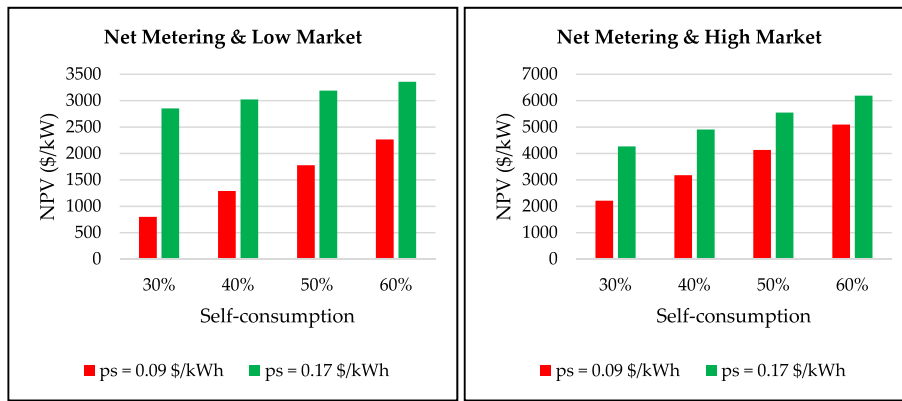 Net Metering & Low Market
NPV ($/kW)
3500
3000
2500
2000
1500
1000
500
0
30% 40% 50% 60%
Self-consumption
ps = 0.09 $/kWh ps = 0.17 $/kWh
Net Metering & High Market
NPV ($/kW)
7000
6000
5000
4000
3000
2000
1000
0
30% 40% 50% 60%
Self-consumption
ps = 0.09 $/kWh ps = 0.17 $/kWh